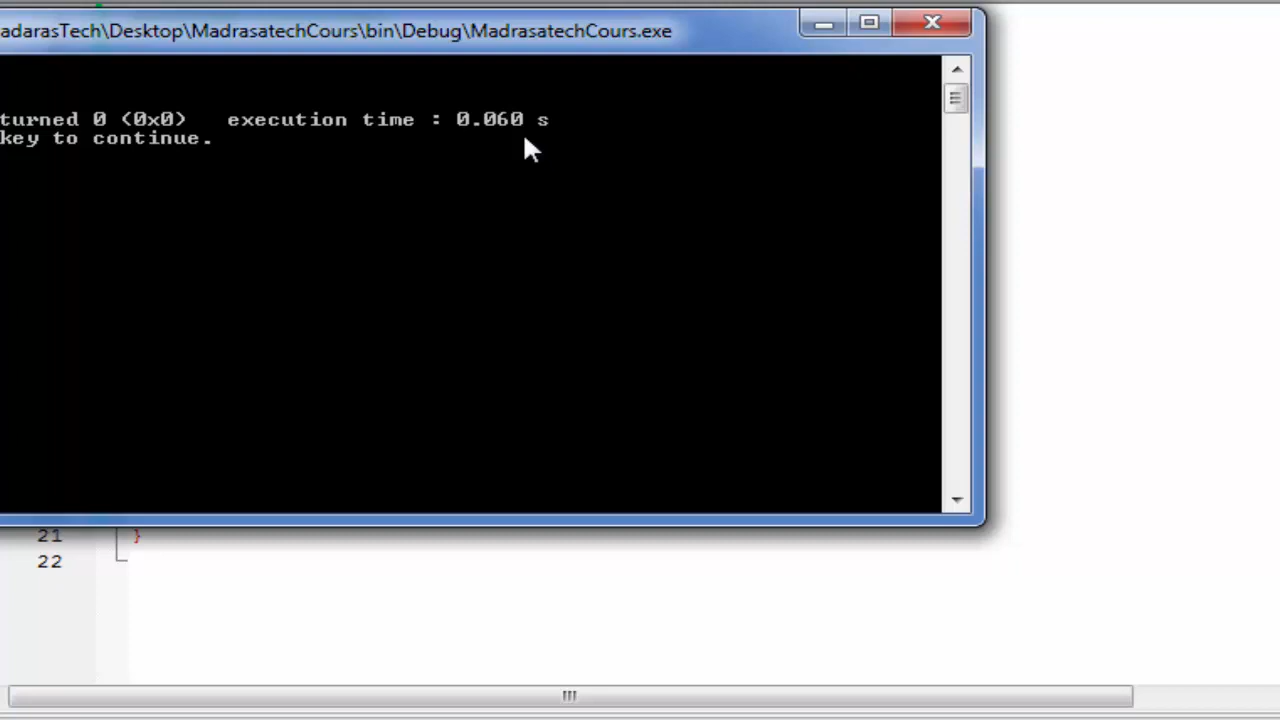 adarasTech\Desktop\MadrasatechCours\bin\Debug\MadrasatechCours.exe
turned 0 (0x0) execution time : 0.060 s
key to continue.
21 }
22